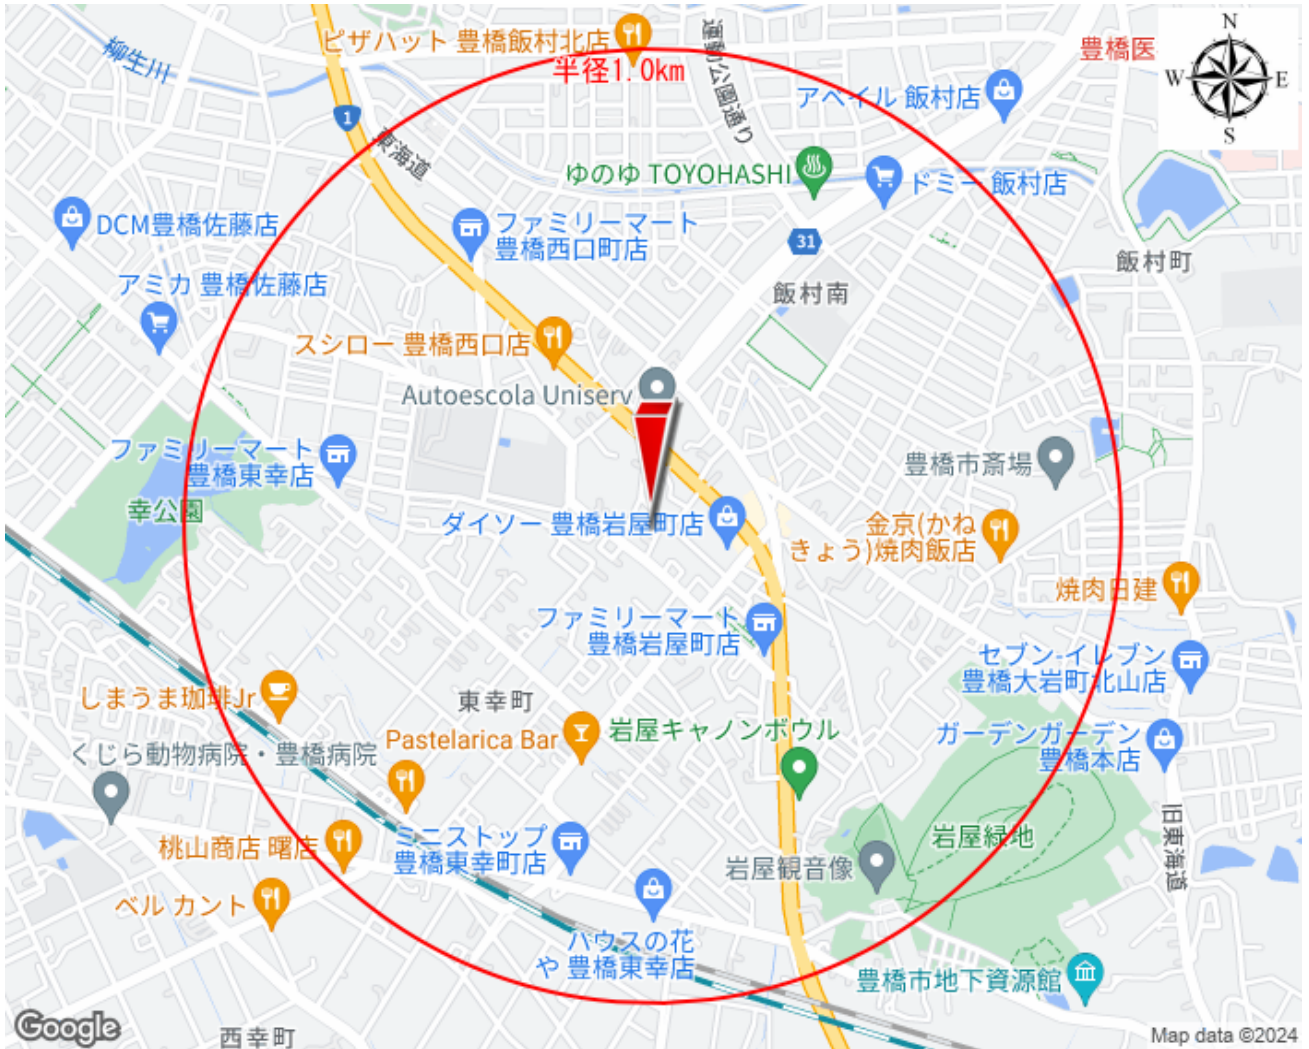 ピザハット 豊橋飯村北店
半径1.0km
柳生川
運動公園通り
豊橋医
N
W
E
S
アベイル 飯村店
1
東海道
ゆのゆ TOYOHASHI
ドミー 飯村店
DCM豊橋佐藤店
ファミリーマート
豊橋西口町店
31
飯村町
アミカ 豊橋佐藤店
飯村南
スシロー 豊橋西口店
Autoescola Uniserv
ファミリーマート
豊橋東幸店
豊橋市斎場
幸公園
ダイソー 豊橋岩屋町店
金京(かね
きょう)焼肉飯店
焼肉日建
ファミリーマート
豊橋岩屋町店
セブン-イレブン
豊橋大岩町北山店
しまうま珈琲Jr
東幸町
Pastelarica Bar
岩屋キャノンボウル
ガーデンガーデン
豊橋本店
くじら動物病院・豊橋病院
桃山商店 曙店
ミニストップ
豊橋東幸町店
岩屋緑地
旧東海道
岩屋観音像
ベル カント
ハウスの花
や 豊橋東幸店
豊橋市地下資源館
Google
西幸町
Map data ©2024